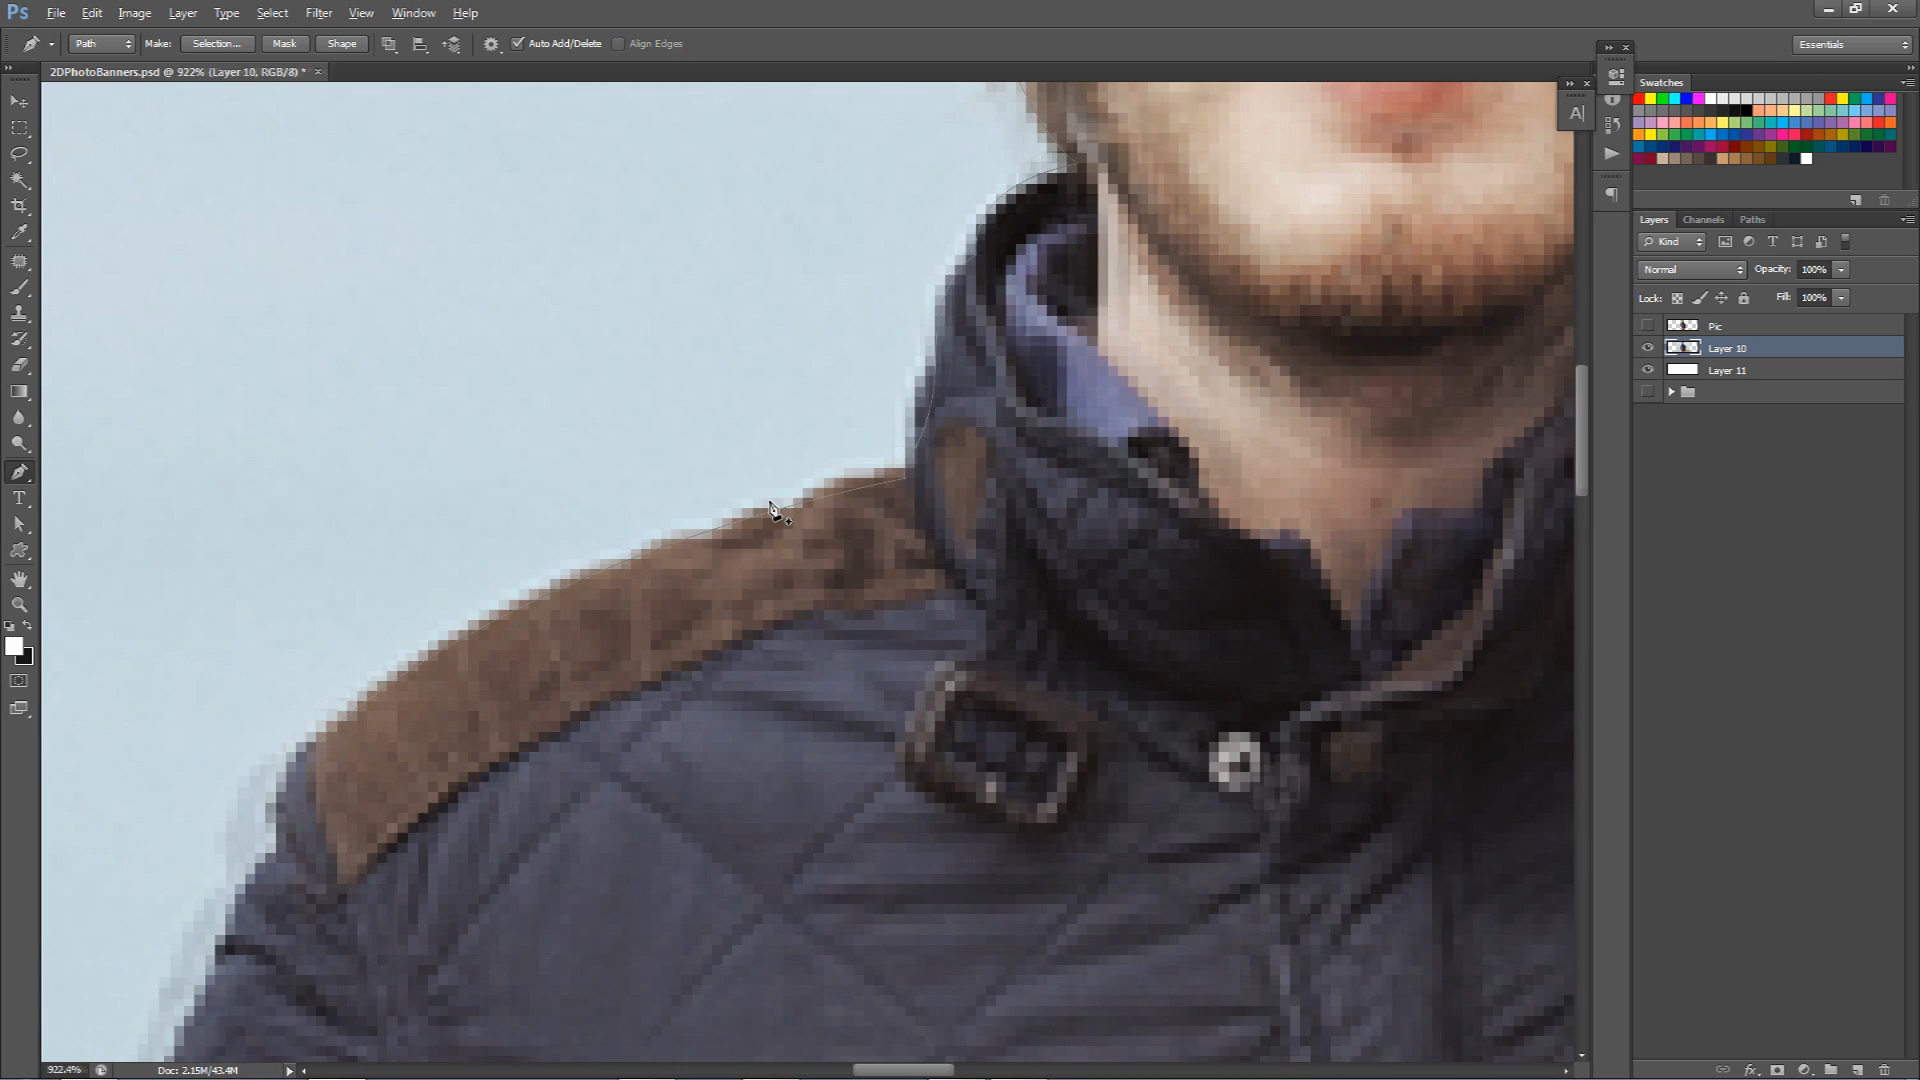 Ps File Edit Image Layer Type Select Filter View Window Help
Path Make: Selection... Mask Shape Auto Add/Delete Align Edges Essentials
2DPhotoBanners.psd @ 922% (Layer 10, RGB/8) * ×
Swatches
A|
Layers Channels Paths
Kind
Normal Opacity: 100%
Lock: Fill: 100%
Pic
Layer 10
Layer 11
922.4% Doc: 2.15M/43.4M